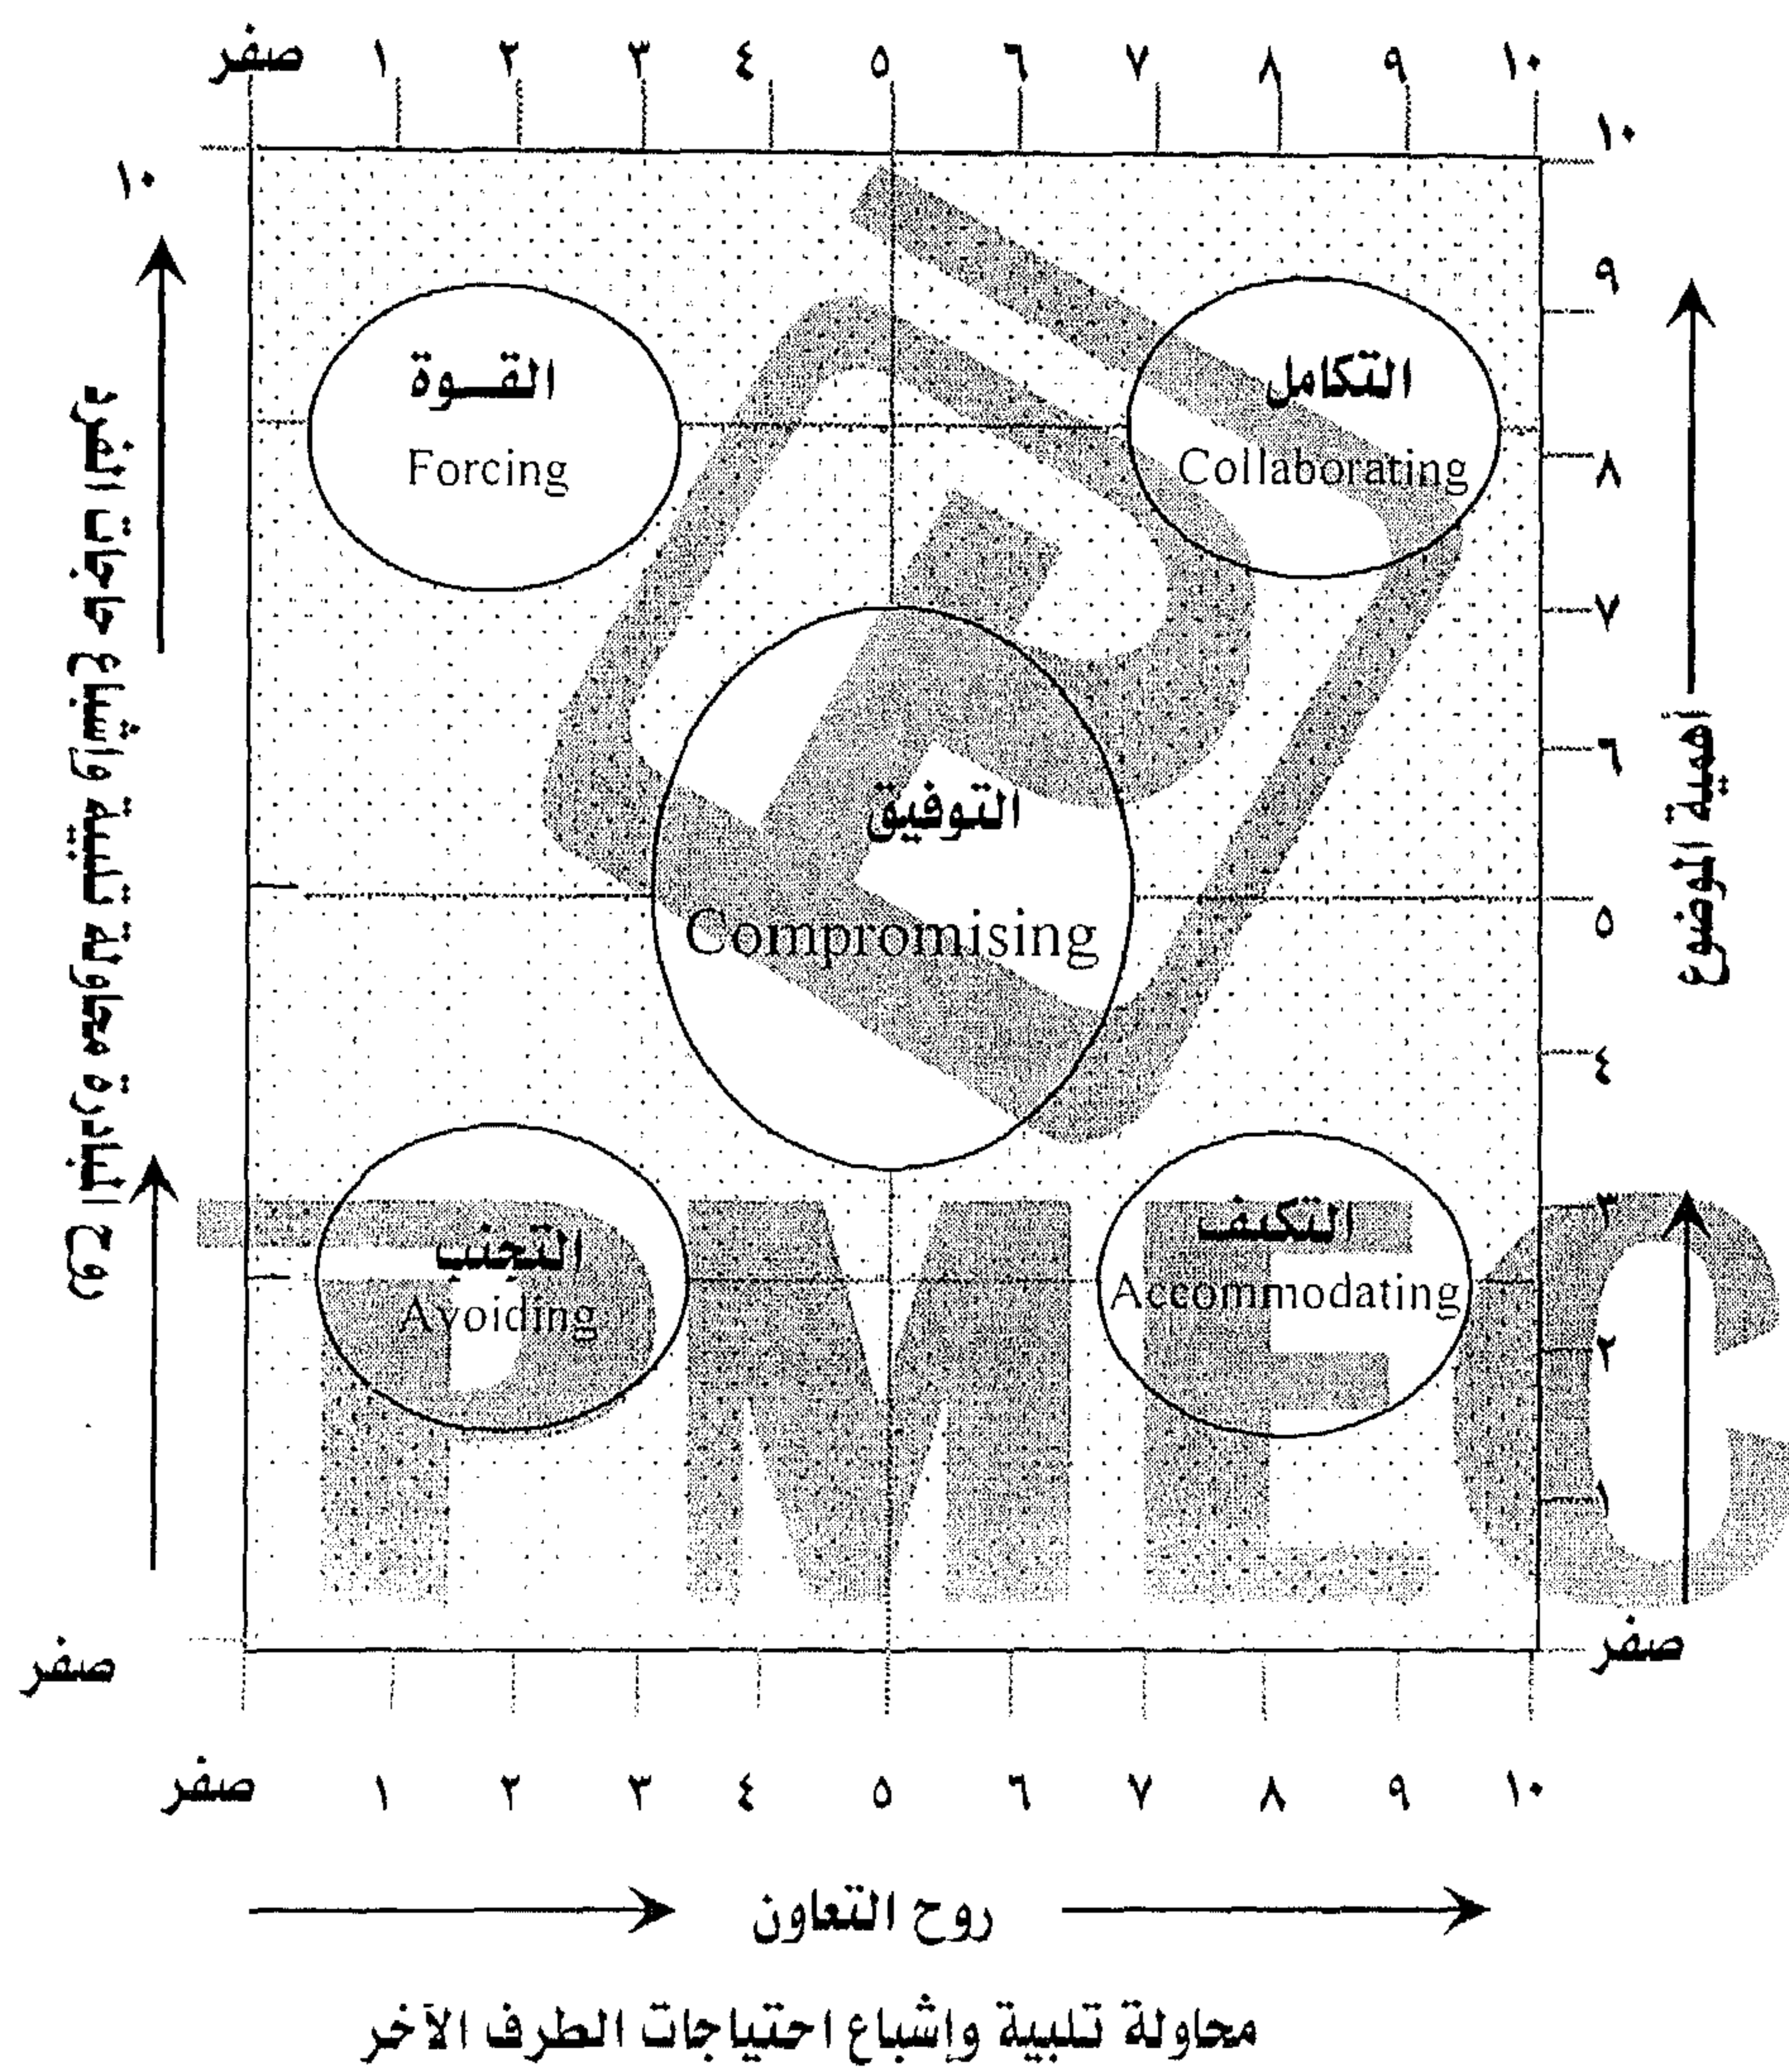 صفر ١ ٢ ٣ ٤ ٥ ٦ ٧ ٨ ٩ ١٠
١٠
١٠
٩
٨
٧
٦
٥
٤
٣
٢
١
صفر
صفر
القــوة
Forcing
التكامل
Collaborating
التوفيق
Compromising
التجنب
Avoiding
التكيف
Accommodating
PMEC
أهمية الموضوع
روح المبادرة محاولة تلبية وإشباع حاجات الفرد
صفر ١ ٢ ٣ ٤ ٥ ٦ ٧ ٨ ٩ ١٠
روح التعاون
محاولة تلبية وإشباع احتياجات الطرف الآخر